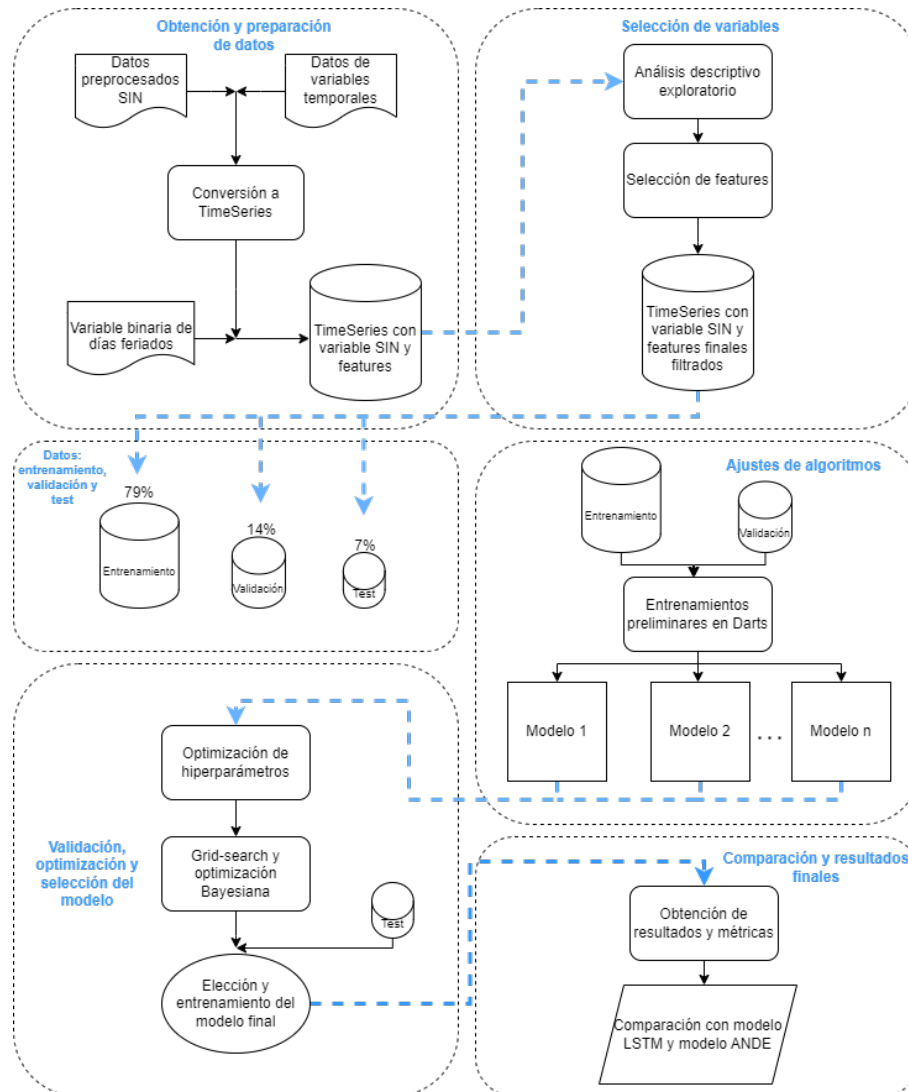 Obtención y preparación
de datos
Datos
preprocesados
SIN
Datos de
variables
temporales
Conversión a
TimeSeries
Variable binaria de
días feriados
TimeSeries con
variable SIN y
features
Selección de variables
Análisis descriptivo
exploratorio
Selección de features
TimeSeries con
variable SIN y
features finales
filtrados
Datos:
entrenamiento,
validación y
test
79%
Entrenamiento
14%
Validación
7%
Test
Ajustes de algoritmos
Entrenamiento
Validación
Entrenamientos
preliminares en Darts
Modelo 1
Modelo 2
...
Modelo n
Validación,
optimización y
selección del
modelo
Optimización de
hiperparámetros
Grid-search y
optimización
Bayesiana
Test
Elección y
entrenamiento del
modelo final
Comparación y resultados
finales
Obtención de
resultados y métricas
Comparación con modelo
LSTM y modelo ANDE